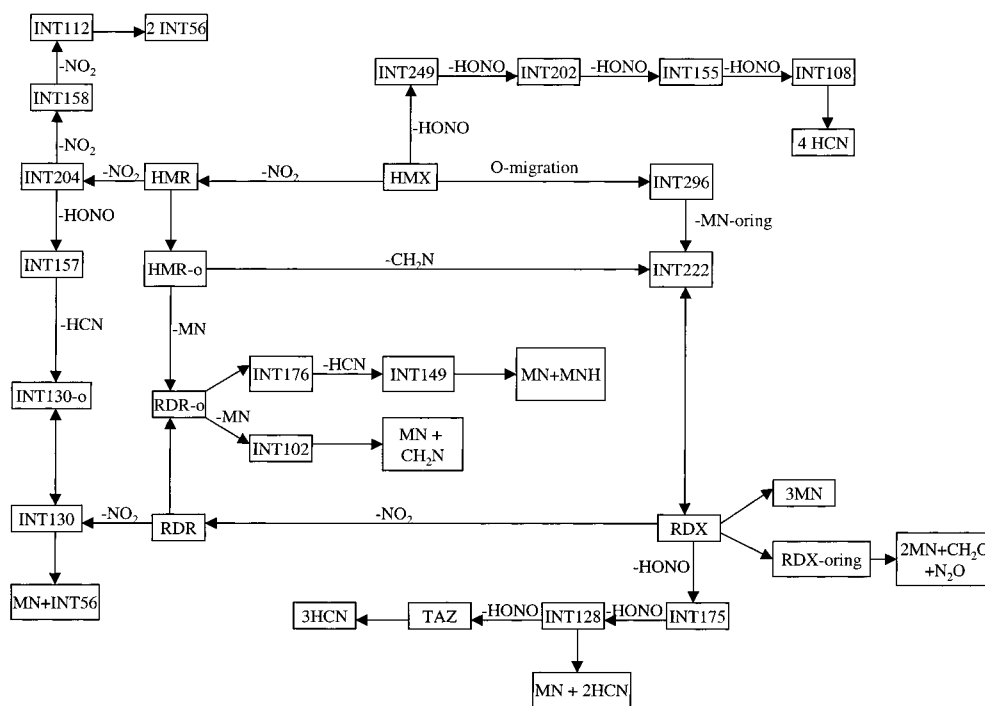 INT112
2 INT56
-NO₂
INT158
-NO₂
INT249
-HONO
INT202
-HONO
INT155
-HONO
INT108
-HONO
4 HCN
INT204
-NO₂
HMR
-NO₂
HMX
O-migration
INT296
-HONO
-MN-oring
INT157
HMR-o
-CH₂N
INT222
-HCN
-MN
INT130-o
RDR-o
INT176
-HCN
INT149
MN+MNH
-MN
INT102
MN +
CH₂N
INT130
-NO₂
RDR
-NO₂
RDX
3MN
RDX-oring
2MN+CH₂O
+N₂O
-HONO
MN+INT56
3HCN
TAZ
-HONO
INT128
-HONO
INT175
MN + 2HCN